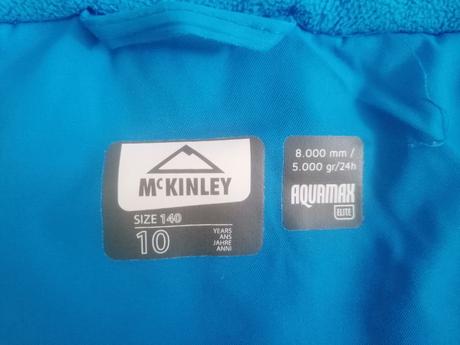 McKINLEY
SIZE 140
10
YEARS
ANS
JAHRE
ANNI
8.000 mm /
5.000 gr/24h
AQUAMAX
ELITE